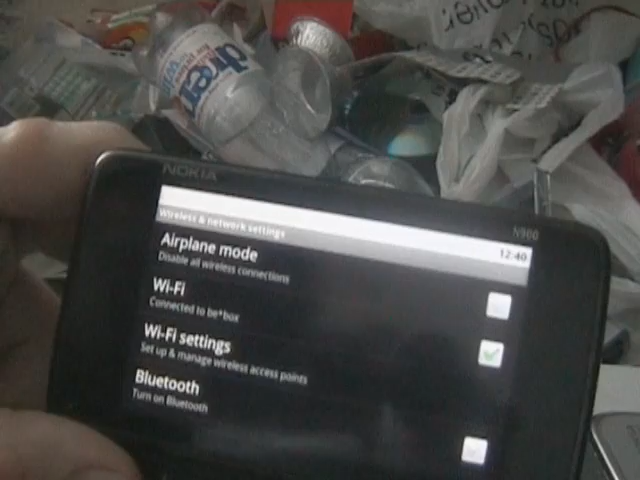 NOKIA
N900
12:40
Wireless & network settings
Airplane mode
Disable all wireless connections
Wi-Fi
Connected to be*box
Wi-Fi settings
Set up & manage wireless access points
Bluetooth
Turn on Bluetooth